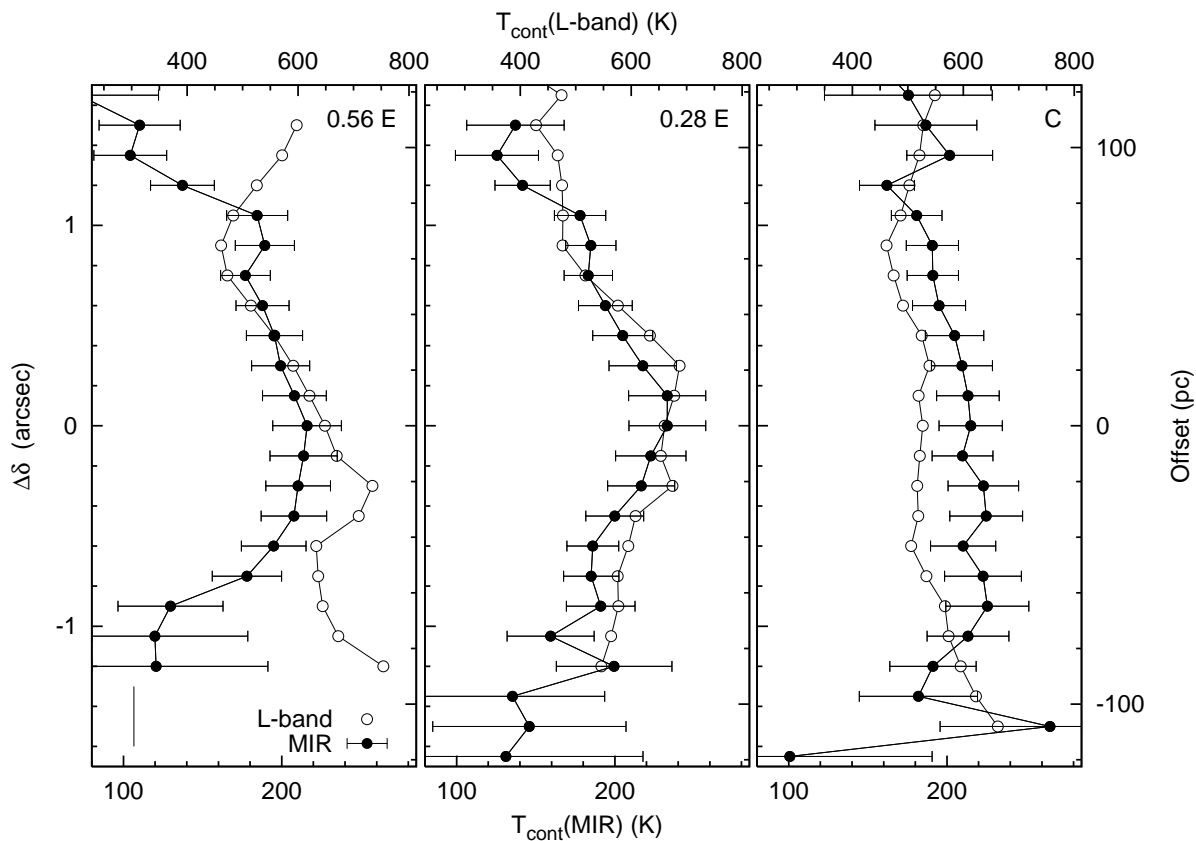 T_cont(L-band) (K)
400 600 800 400 600 800 400 600 800
0.56 E 0.28 E C
100
1
0 0
-1
-100
Δδ (arcsec)
Offset (pc)
L-band
MIR
100 200 100 200 100 200
T_cont(MIR) (K)